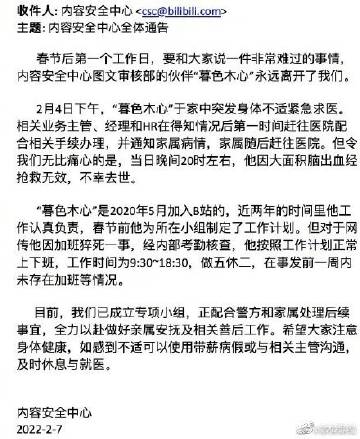 收件人: 内容安全中心<csc@bilibili.com>
主题: 内容安全中心全体通告
春节后第一个工作日，要和大家说一件非常难过的事情，
内容安全中心图文审核部的伙伴“暮色木心”永远离开了我们。
2月4日下午，“暮色木心”于家中突发身体不适紧急求医。
相关业务主管、经理和HR在得知情况后第一时间赶往医院配
合相关手续办理，并通知家属病情，家属随后赶往医院。但令
我们无比痛心的是，当日晚间20时左右，他因大面积脑出血经
抢救无效，不幸去世。
“暮色木心”是2020年5月加入B站的，近两年的时间里他工
作认真负责，春节前他为所在小组制定了工作计划。但对于网
传他因加班猝死一事，经内部考勤核查，他按照工作计划正常
上下班，工作时间为9:30~18:30，做五休二，在事发前一周内
未存在加班等情况。
目前，我们已成立专项小组，正配合警方和家属处理后续
事宜，全力以赴做好亲属安抚及相关善后工作。希望大家注意
身体健康，如感到不适可以使用带薪病假或与相关主管沟通，
及时休息与就医。
内容安全中心
2022-2-7